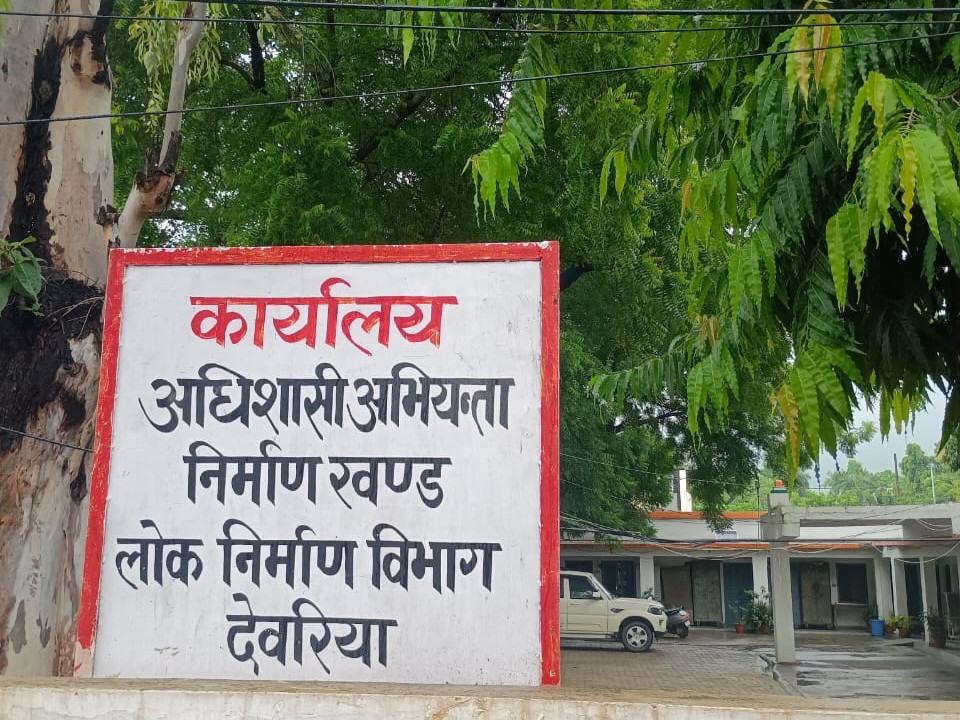 कार्यालय
अधिशासी अभियन्ता
निर्माण खण्ड
लोक निर्माण विभाग
देवरिया